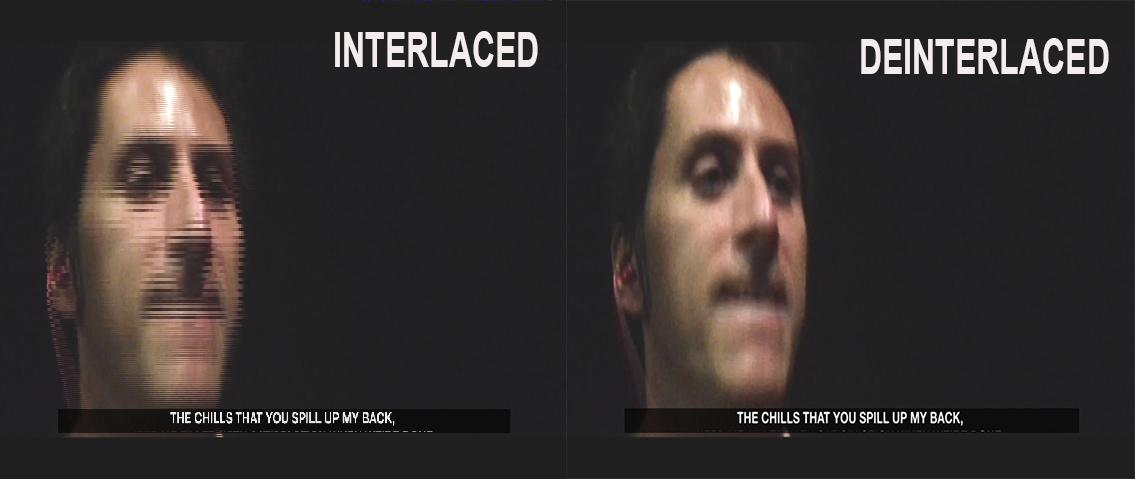 INTERLACED
DEINTERLACED
THE CHILLS THAT YOU SPILL UP MY BACK,
THE CHILLS THAT YOU SPILL UP MY BACK,